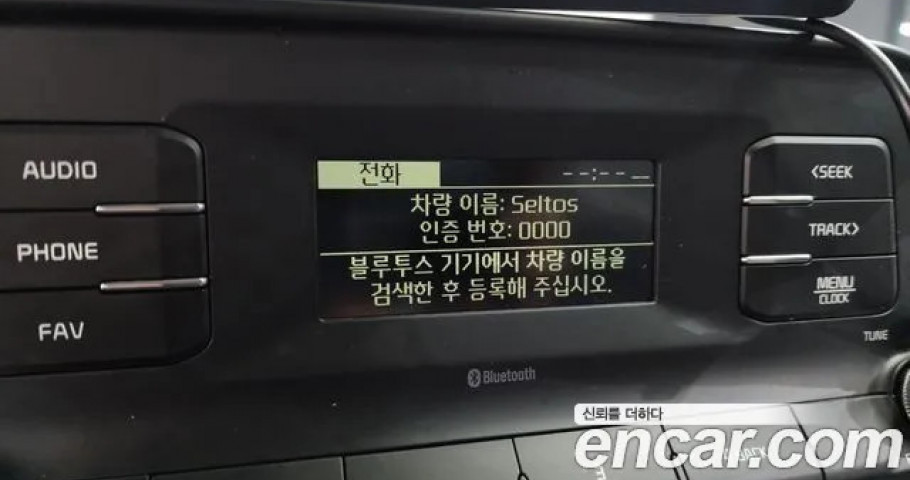 AUDIO
PHONE
FAV
전화 --:--
차량 이름: Seltos
인증 번호: 0000
블루투스 기기에서 차량 이름을
검색한 후 등록해 주십시오.
Bluetooth
<SEEK
TRACK>
MENU
CLOCK
TUNE
신뢰를 더하다
encar.com